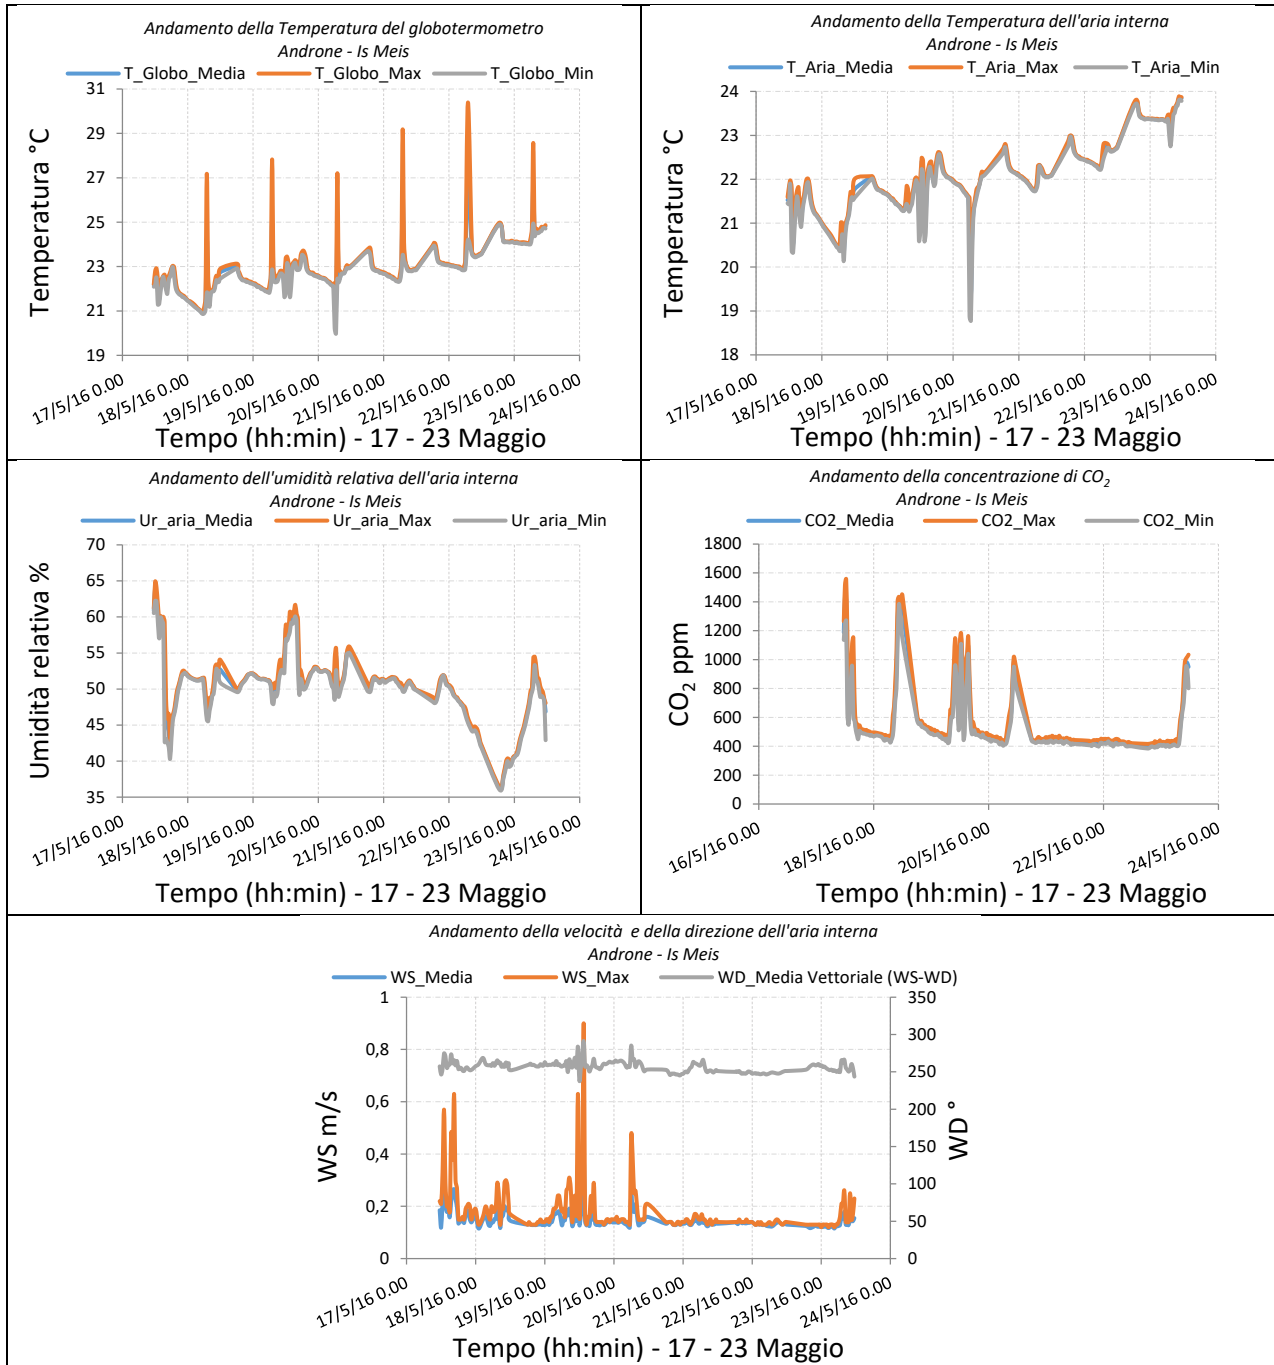 Andamento della Temperatura del globotermometro
Androne - Is Meis
T_Globo_Media T_Globo_Max T_Globo_Min
31
29
27
25
23
21
19
Temperatura °C
17/5/16 0.00 18/5/16 0.00 19/5/16 0.00 20/5/16 0.00 21/5/16 0.00 22/5/16 0.00 23/5/16 0.00 24/5/16 0.00
Tempo (hh:min) - 17 - 23 Maggio
Andamento della Temperatura dell'aria interna
Androne - Is Meis
T_Aria_Media T_Aria_Max T_Aria_Min
24
23
22
21
20
19
18
Temperatura °C
17/5/16 0.00 18/5/16 0.00 19/5/16 0.00 20/5/16 0.00 21/5/16 0.00 22/5/16 0.00 23/5/16 0.00 24/5/16 0.00
Tempo (hh:min) - 17 - 23 Maggio
Andamento dell'umidità relativa dell'aria interna
Androne - Is Meis
Ur_aria_Media Ur_aria_Max Ur_aria_Min
70
65
60
55
50
45
40
35
Umidità relativa %
17/5/16 0.00 18/5/16 0.00 19/5/16 0.00 20/5/16 0.00 21/5/16 0.00 22/5/16 0.00 23/5/16 0.00 24/5/16 0.00
Tempo (hh:min) - 17 - 23 Maggio
Andamento della concentrazione di CO2
Androne - Is Meis
CO2_Media CO2_Max CO2_Min
1800
1600
1400
1200
1000
800
600
400
200
0
CO2 ppm
16/5/16 0.00 18/5/16 0.00 20/5/16 0.00 22/5/16 0.00 24/5/16 0.00
Tempo (hh:min) - 17 - 23 Maggio
Andamento della velocità e della direzione dell'aria interna
Androne - Is Meis
WS_Media WS_Max WD_Media Vettoriale (WS-WD)
1
0,8
0,6
0,4
0,2
0
WS m/s
350
300
250
200
150
100
50
0
WD °
17/5/16 0.00 18/5/16 0.00 19/5/16 0.00 20/5/16 0.00 21/5/16 0.00 22/5/16 0.00 23/5/16 0.00 24/5/16 0.00
Tempo (hh:min) - 17 - 23 Maggio